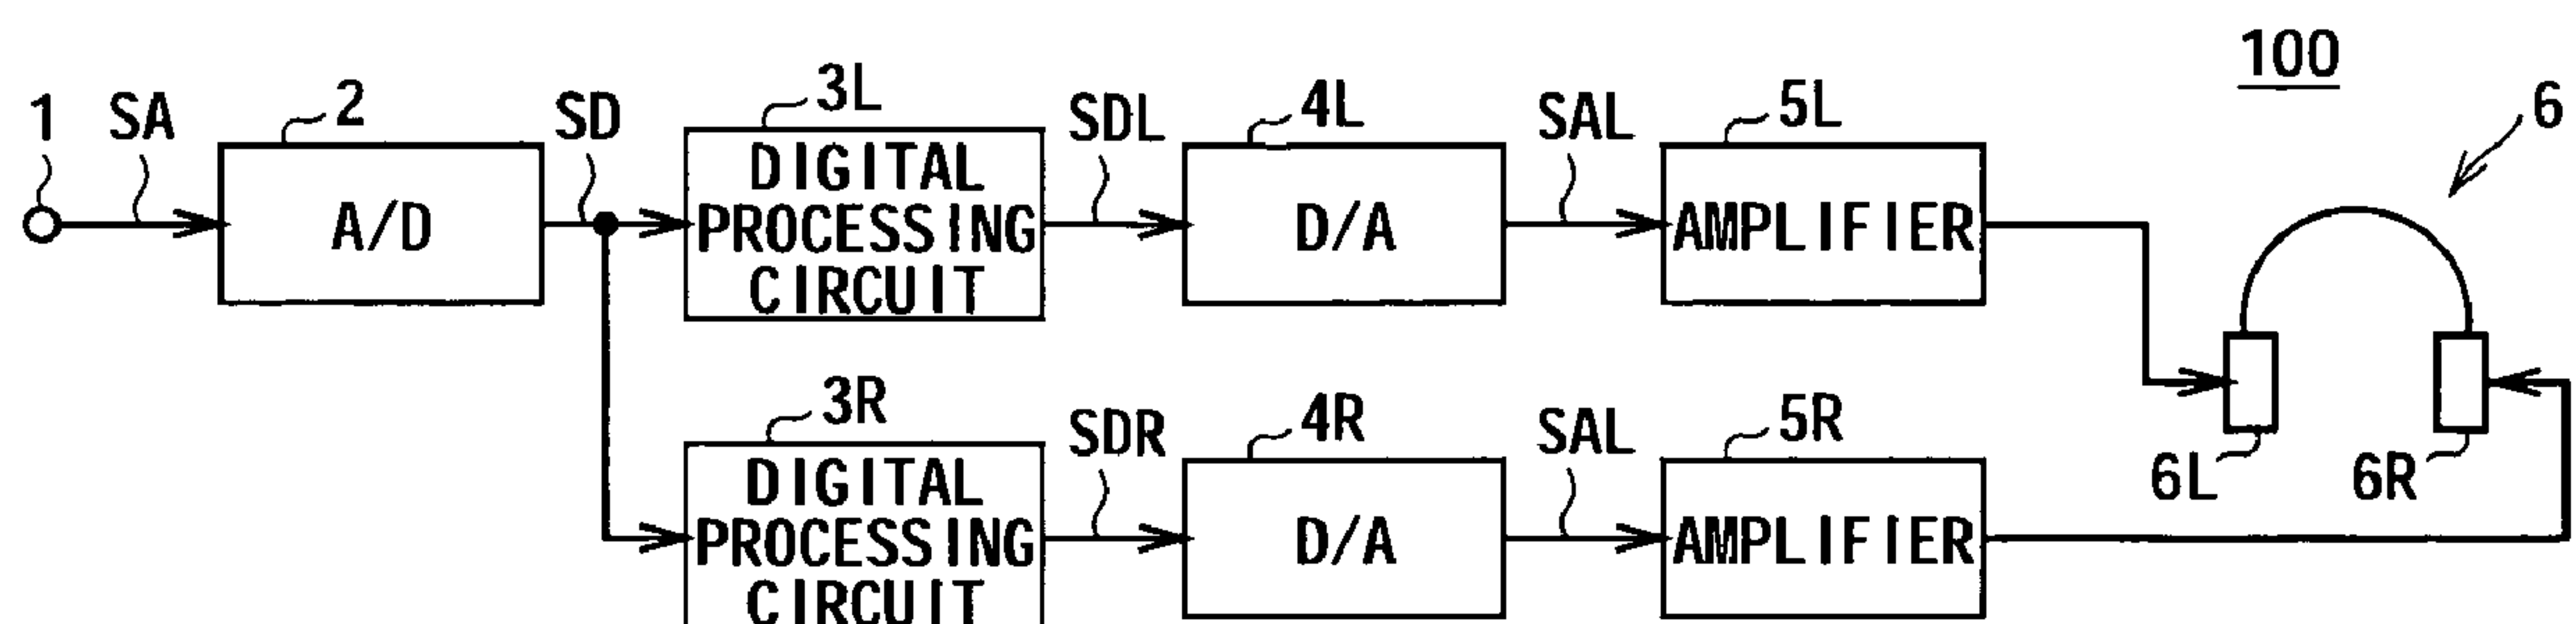 100
1
SA
2
SD
3L
SDL
4L
SAL
5L
6
A/D
DIGITAL
PROCESSING
CIRCUIT
D/A
AMPLIFIER
3R
SDR
4R
SAL
5R
6L
6R
DIGITAL
PROCESSING
CIRCUIT
D/A
AMPLIFIER